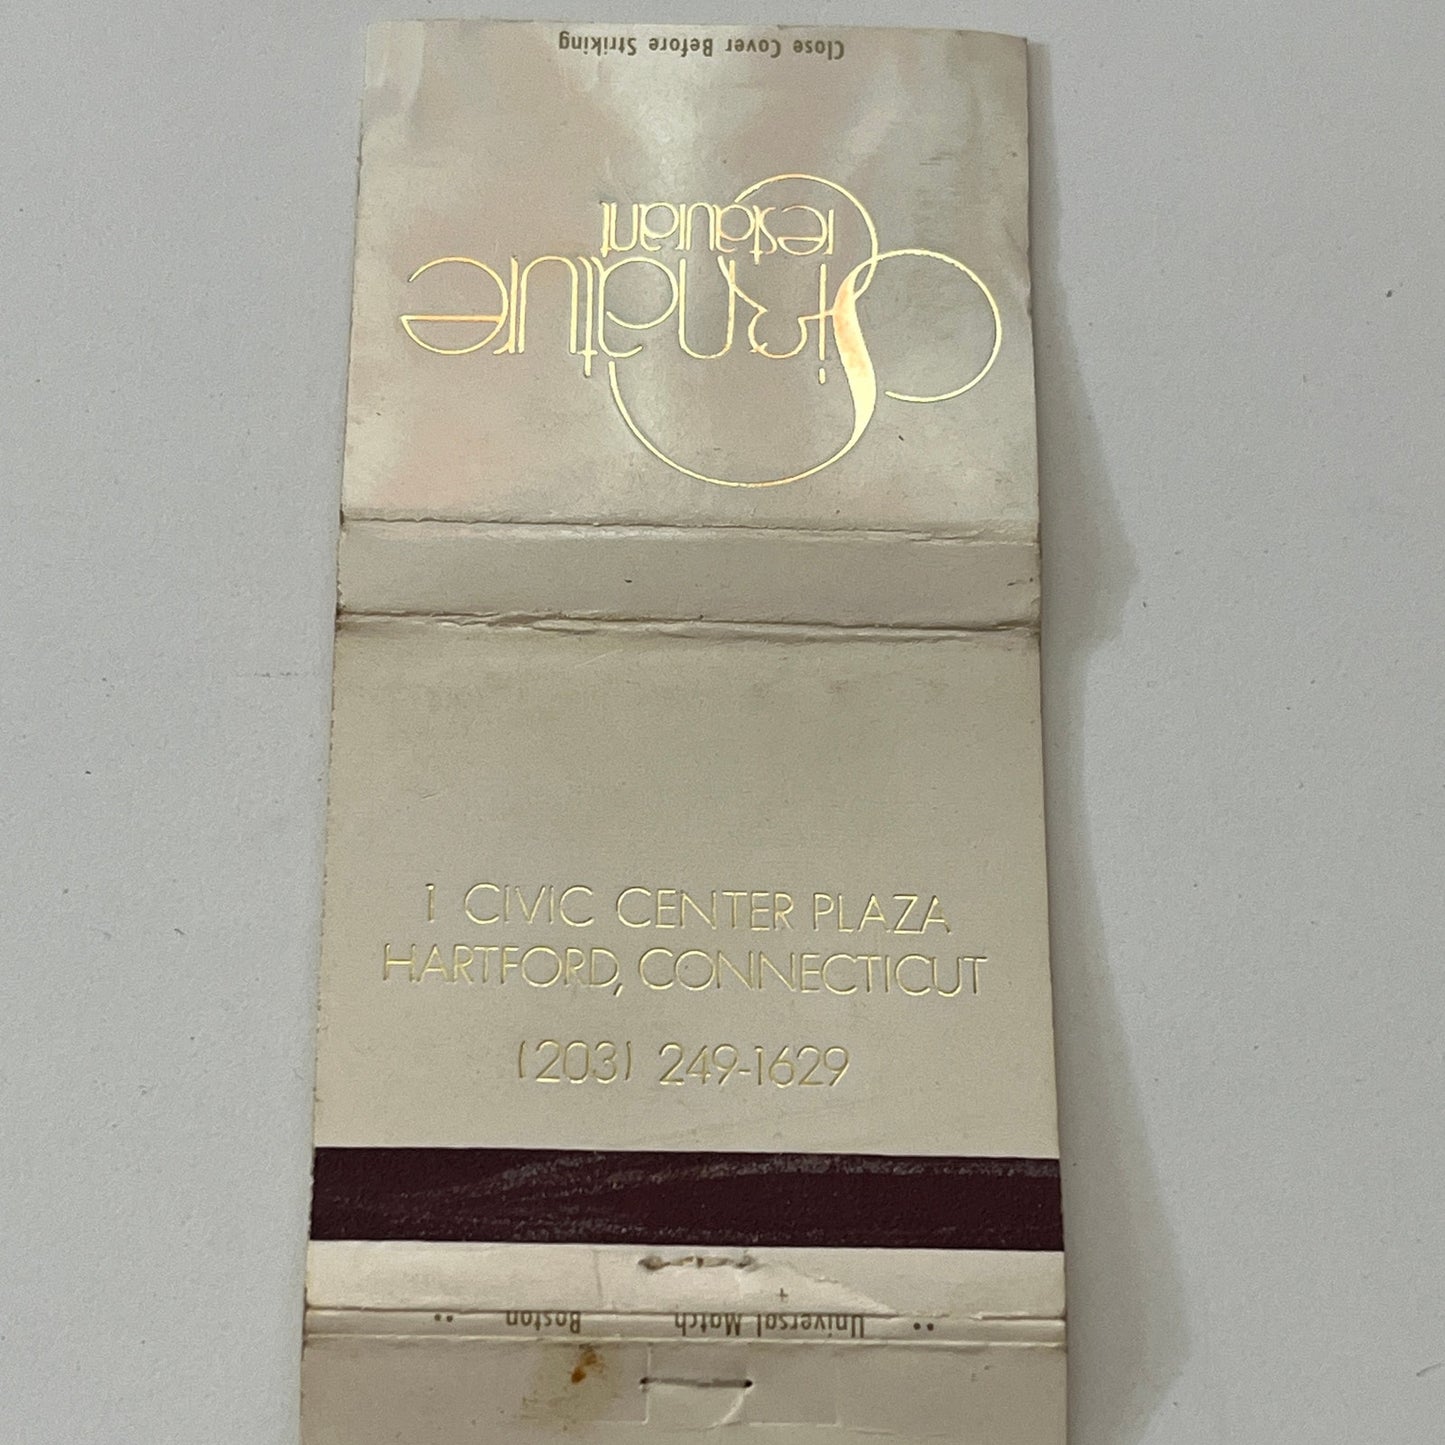 Close Cover Before Striking
Signature
restaurant
1 CIVIC CENTER PLAZA
HARTFORD, CONNECTICUT
(203) 249-1629
Universal Match Boston